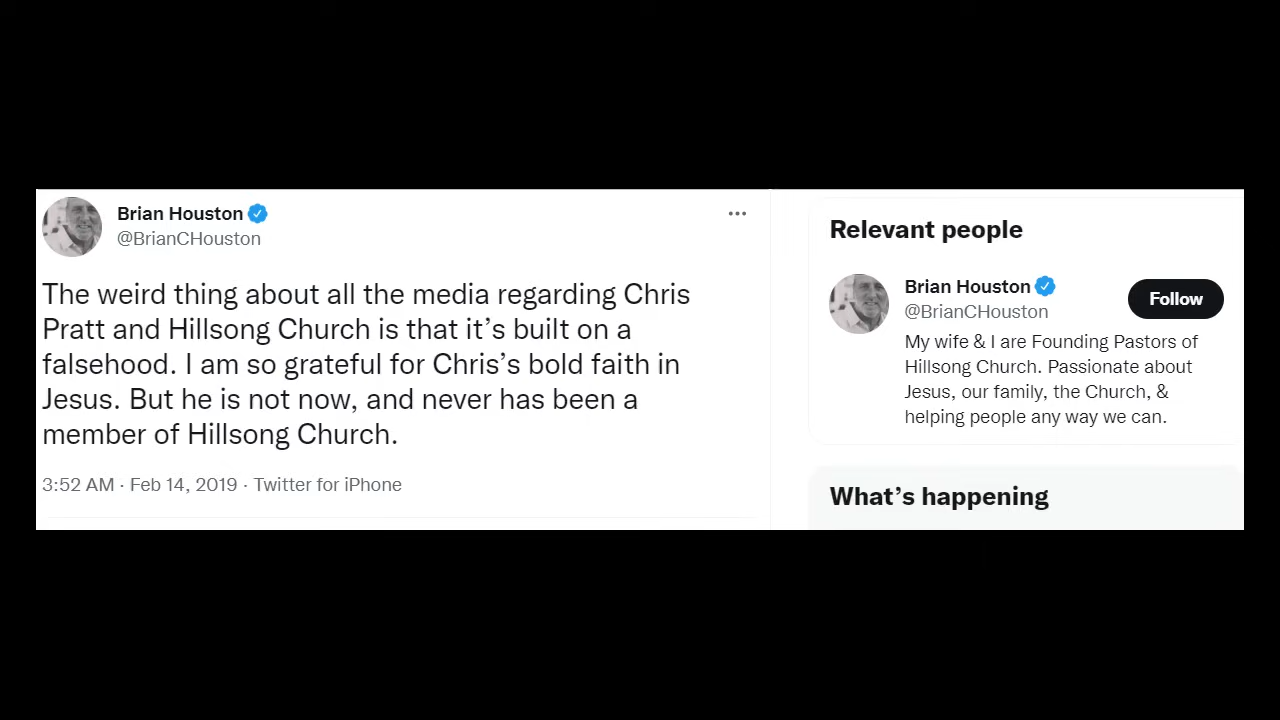 Brian Houston
@BrianCHouston
The weird thing about all the media regarding Chris
Pratt and Hillsong Church is that it’s built on a
falsehood. I am so grateful for Chris’s bold faith in
Jesus. But he is not now, and never has been a
member of Hillsong Church.
3:52 AM · Feb 14, 2019 · Twitter for iPhone
Relevant people
Brian Houston
@BrianCHouston
Follow
My wife & I are Founding Pastors of
Hillsong Church. Passionate about
Jesus, our family, the Church, &
helping people any way we can.
What’s happening